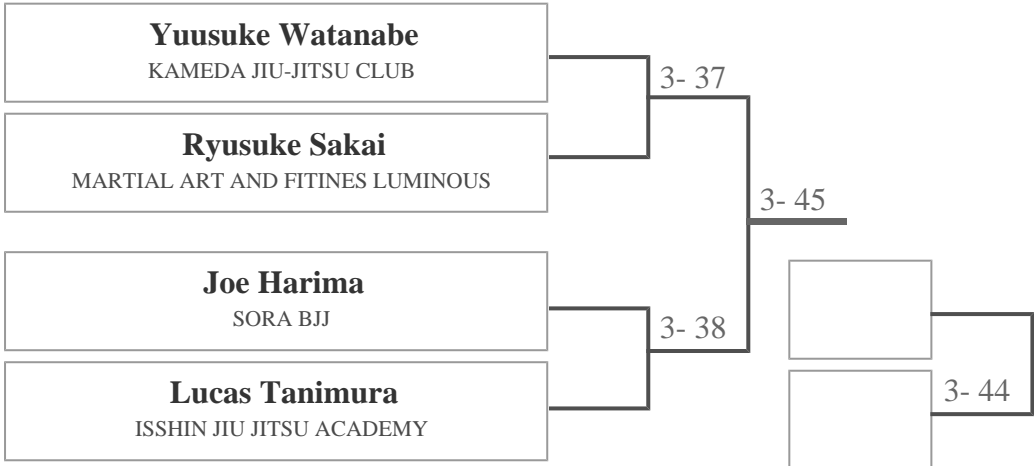 Yuusuke Watanabe
KAMEDA JIU-JITSU CLUB
3- 37
Ryusuke Sakai
MARTIAL ART AND FITINES LUMINOUS
3- 45
Joe Harima
SORA BJJ
3- 38
Lucas Tanimura
ISSHIN JIU JITSU ACADEMY
3- 44